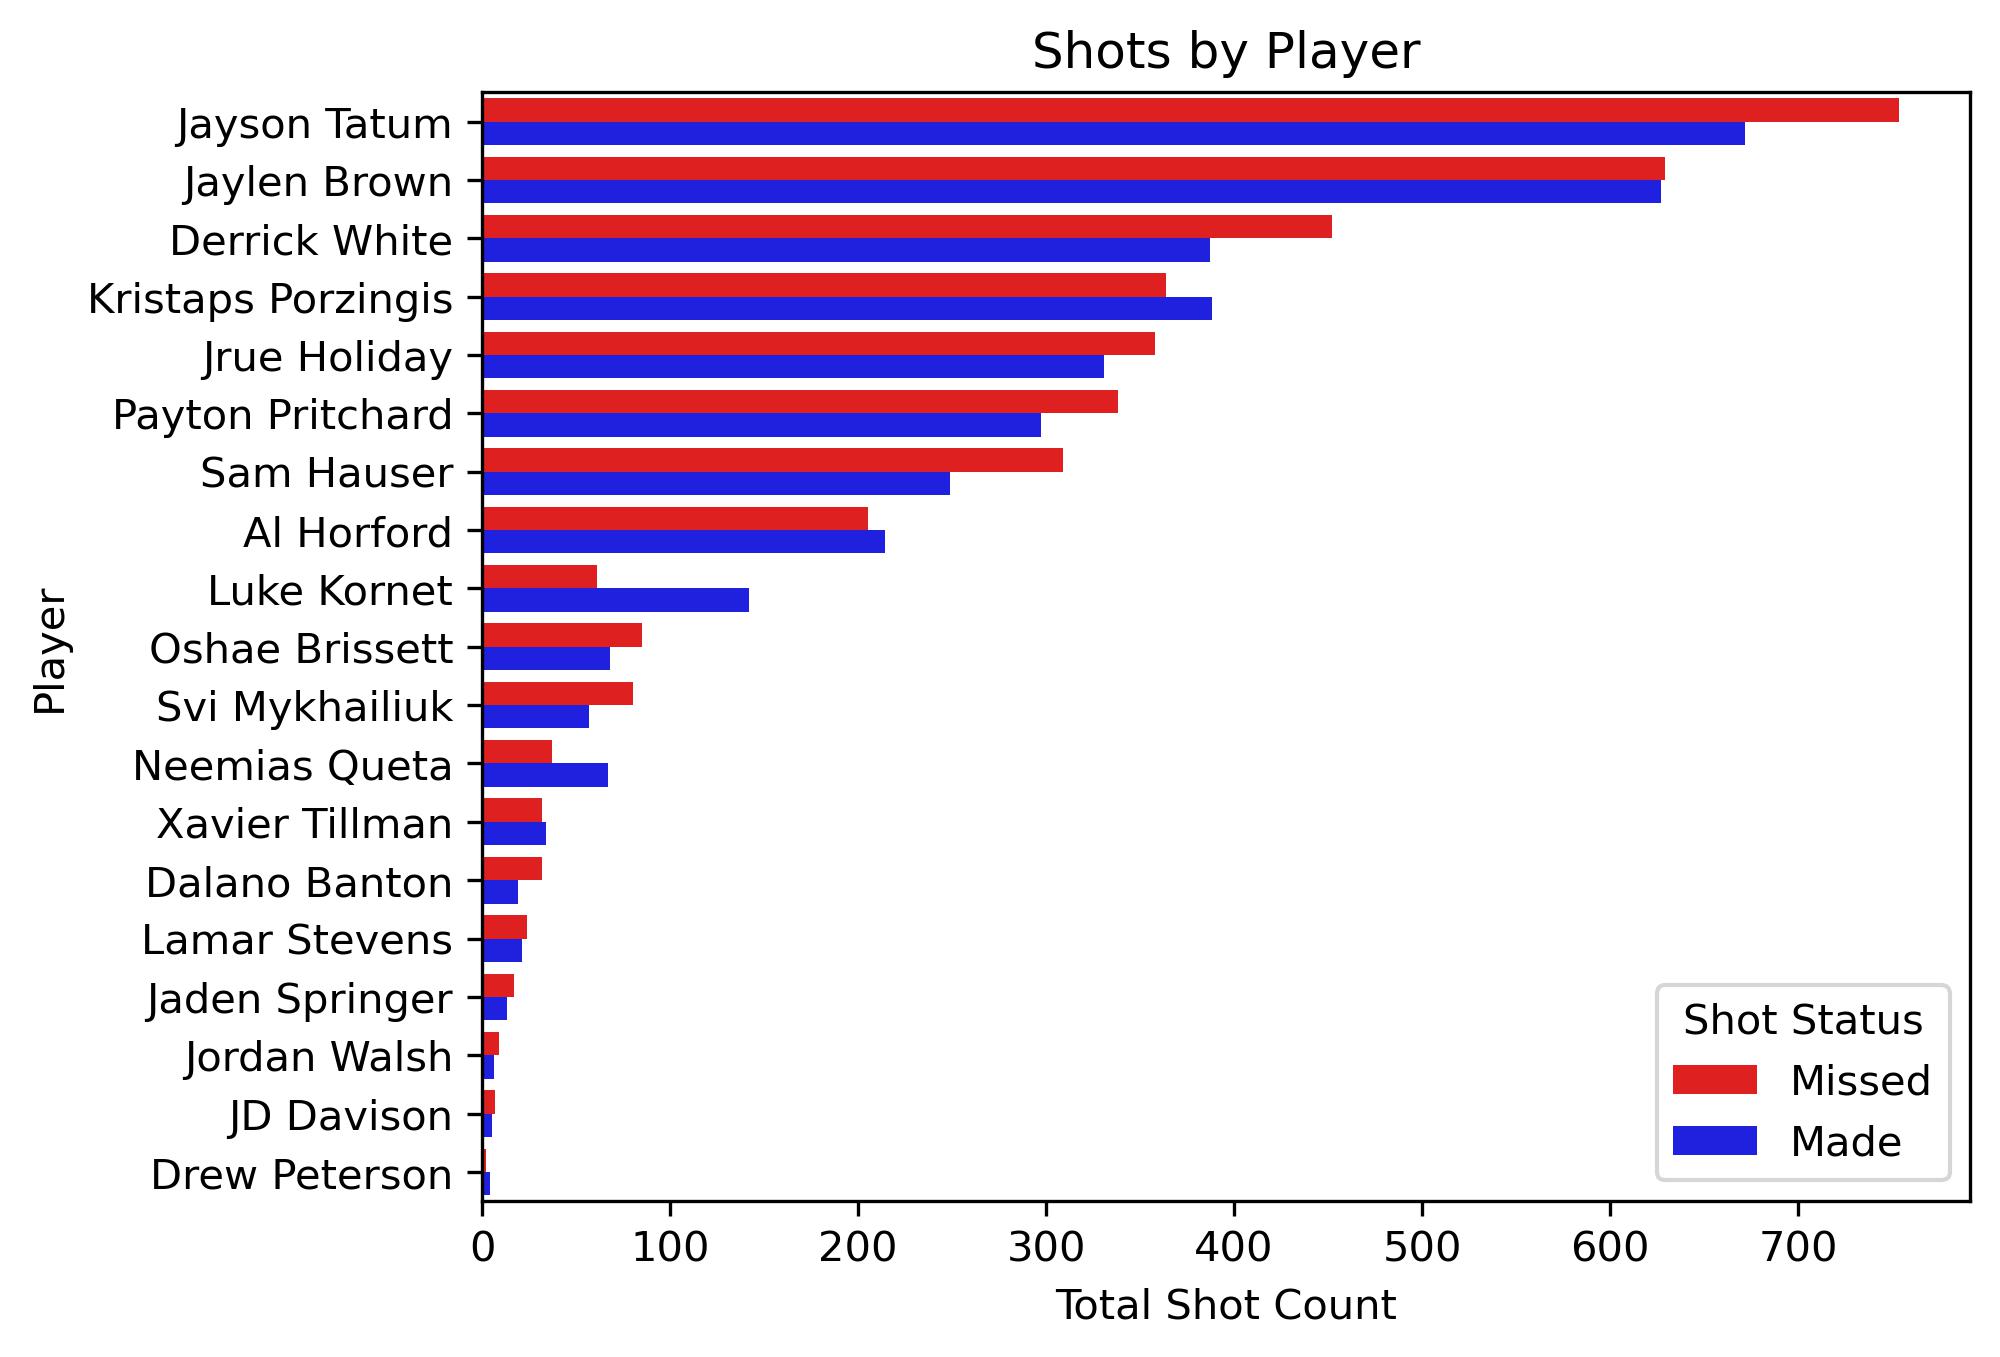 Shots by Player
Player
Jayson Tatum
Jaylen Brown
Derrick White
Kristaps Porzingis
Jrue Holiday
Payton Pritchard
Sam Hauser
Al Horford
Luke Kornet
Oshae Brissett
Svi Mykhailiuk
Neemias Queta
Xavier Tillman
Dalano Banton
Lamar Stevens
Jaden Springer
Jordan Walsh
JD Davison
Drew Peterson
Shot Status
Missed
Made
0 100 200 300 400 500 600 700
Total Shot Count